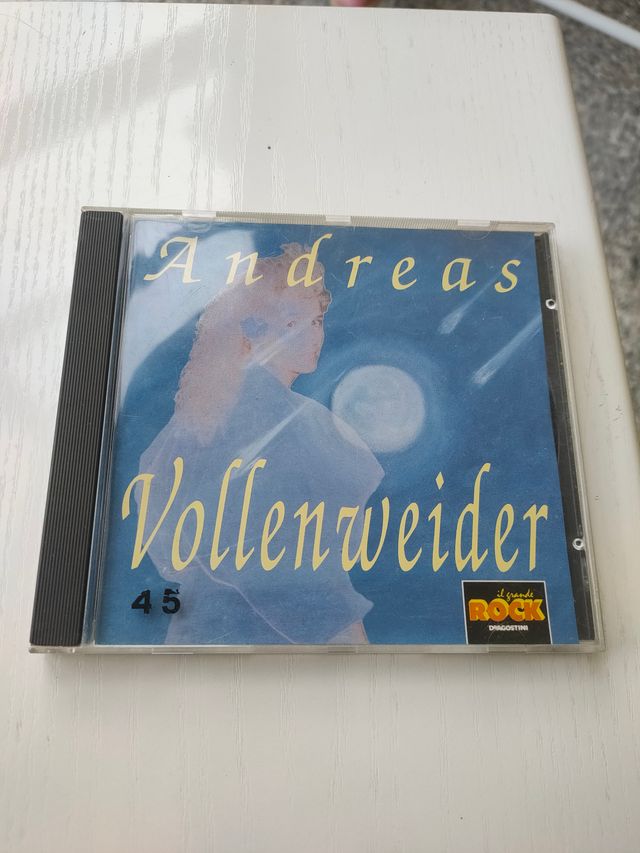 Andreas
Vollenweider
45
il grande
ROCK
DeAGOSTINI